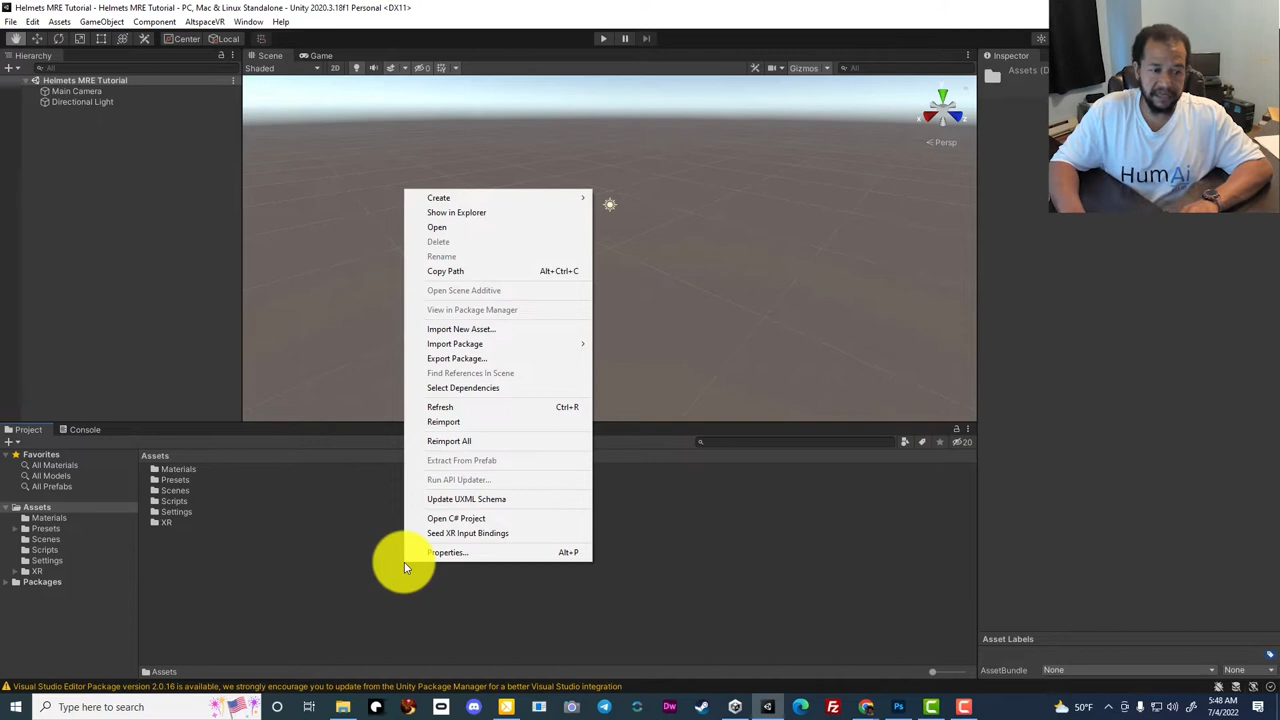 Helmets MRE Tutorial - Helmets MRE Tutorial - PC, Mac & Linux Standalone - Unity 2020.3.18f1 Personal <DX11>
File Edit Assets GameObject Component AltspaceVR Window Help
Center Local
Hierarchy Scene Game Inspector
All Shaded 2D 0 Gizmos All Assets (D
Helmets MRE Tutorial
Main Camera
Directional Light
Persp
HumAi
Create
Show in Explorer
Open
Delete
Rename
Copy Path Alt+Ctrl+C
Open Scene Additive
View in Package Manager
Import New Asset...
Import Package
Export Package...
Find References In Scene
Select Dependencies
Refresh Ctrl+R
Reimport
Reimport All
Extract From Prefab
Run API Updater...
Update UXML Schema
Open C# Project
Seed XR Input Bindings
Properties... Alt+P
Project Console
20
Favorites
All Materials
All Models
All Prefabs
Assets
Materials
Presets
Scenes
Scripts
Settings
XR
Packages
Assets
Materials
Presets
Scenes
Scripts
Settings
XR
Assets
Asset Labels
AssetBundle None None
Visual Studio Editor Package version 2.0.16 is available, we strongly encourage you to update from the Unity Package Manager for a better Visual Studio integration
Type here to search
Dw
Fz
Ps
C
C
50°F
5:48 AM
7/4/2022